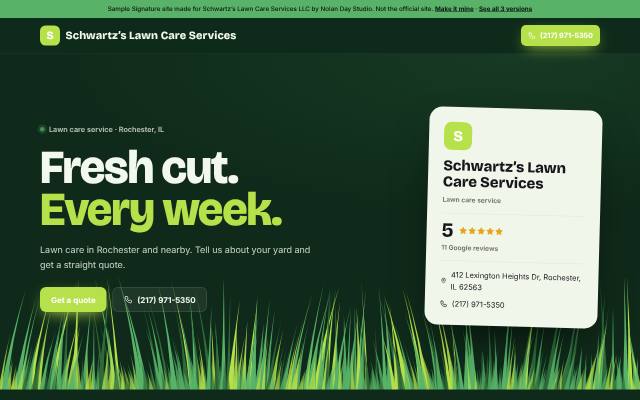 Sample Signature site made for Schwartz's Lawn Care Services LLC by Nolan Day Studio. Not the official site. Make it mine · See all 3 versions
S Schwartz's Lawn Care Services
(217) 971-5350
Lawn care service · Rochester, IL
Fresh cut.
Every week.
Lawn care in Rochester and nearby. Tell us about your yard and
get a straight quote.
Get a quote
(217) 971-5350
S
Schwartz's Lawn
Care Services
Lawn care service
5 ★★★★★
11 Google reviews
412 Lexington Heights Dr, Rochester,
IL 62563
(217) 971-5350